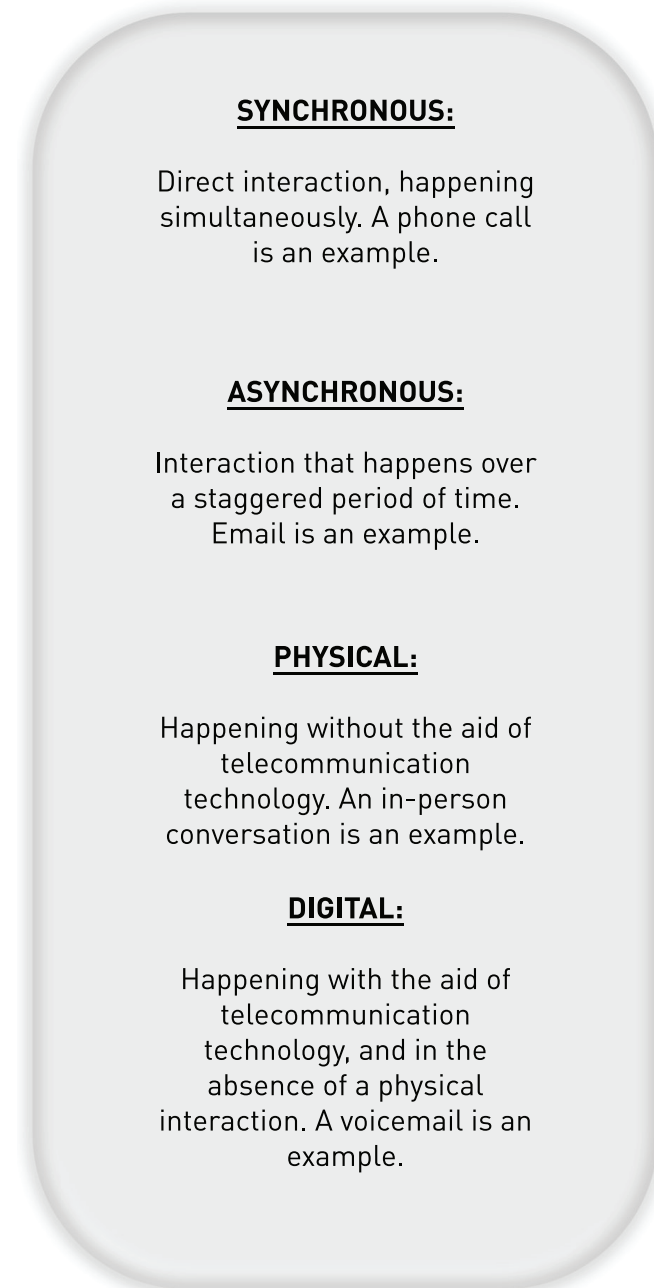 SYNCHRONOUS:
Direct interaction, happening
simultaneously. A phone call
is an example.
ASYNCHRONOUS:
Interaction that happens over
a staggered period of time.
Email is an example.
PHYSICAL:
Happening without the aid of
telecommunication
technology. An in-person
conversation is an example.
DIGITAL:
Happening with the aid of
telecommunication
technology, and in the
absence of a physical
interaction. A voicemail is an
example.